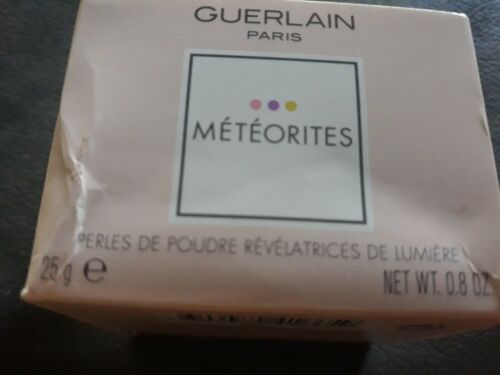 GUERLAIN
PARIS
MÉTÉORITES
PERLES DE POUDRE RÉVÉLATRICES DE LUMIÈRE
25 g e
NET WT. 0.8 OZ